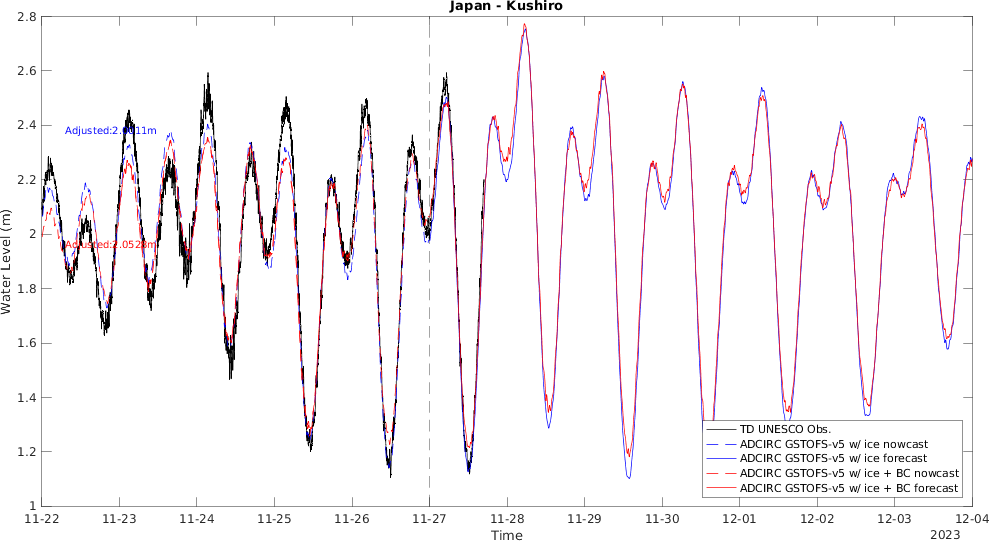 Japan - Kushiro
2.8
2.6
2.4
2.2
2
1.8
1.6
1.4
1.2
1
Water Level (m)
Adjusted:2.0611m
Adjusted:2.0528m
TD UNESCO Obs.
ADCIRC GSTOFS-v5 w/ ice nowcast
ADCIRC GSTOFS-v5 w/ ice forecast
ADCIRC GSTOFS-v5 w/ ice + BC nowcast
ADCIRC GSTOFS-v5 w/ ice + BC forecast
11-22 11-23 11-24 11-25 11-26 11-27 11-28 11-29 11-30 12-01 12-02 12-03 12-04
Time
2023